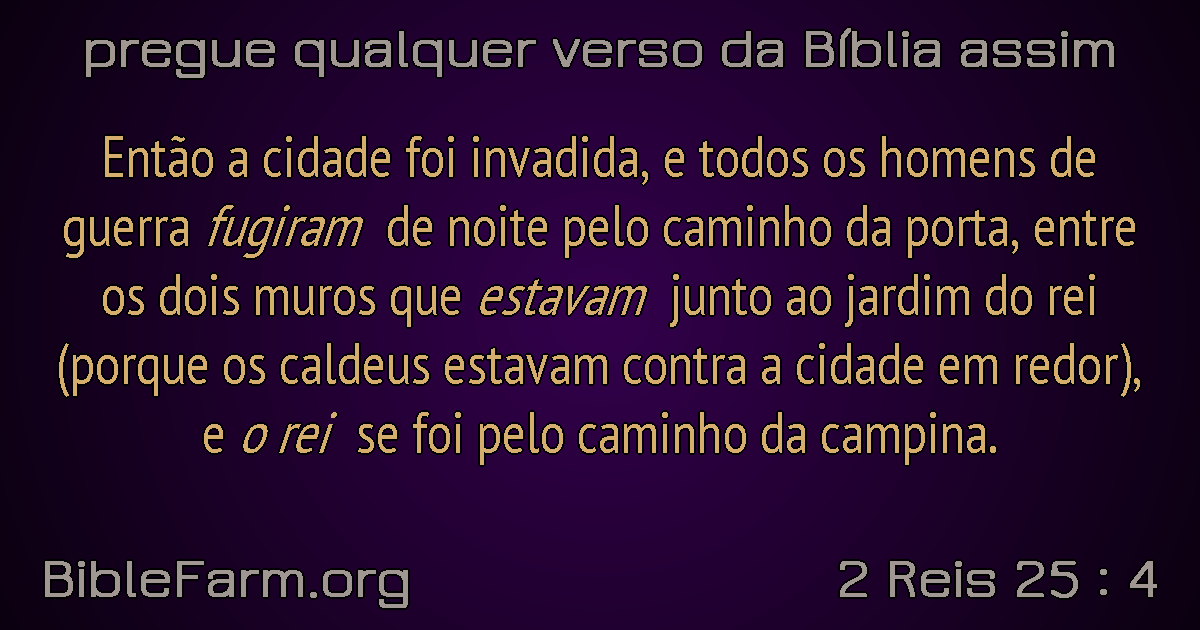 pregue qualquer verso da Bíblia assim
Então a cidade foi invadida, e todos os homens de
guerra fugiram de noite pelo caminho da porta, entre
os dois muros que estavam junto ao jardim do rei
(porque os caldeus estavam contra a cidade em redor),
e o rei se foi pelo caminho da campina.
BibleFarm.org
2 Reis 25 : 4